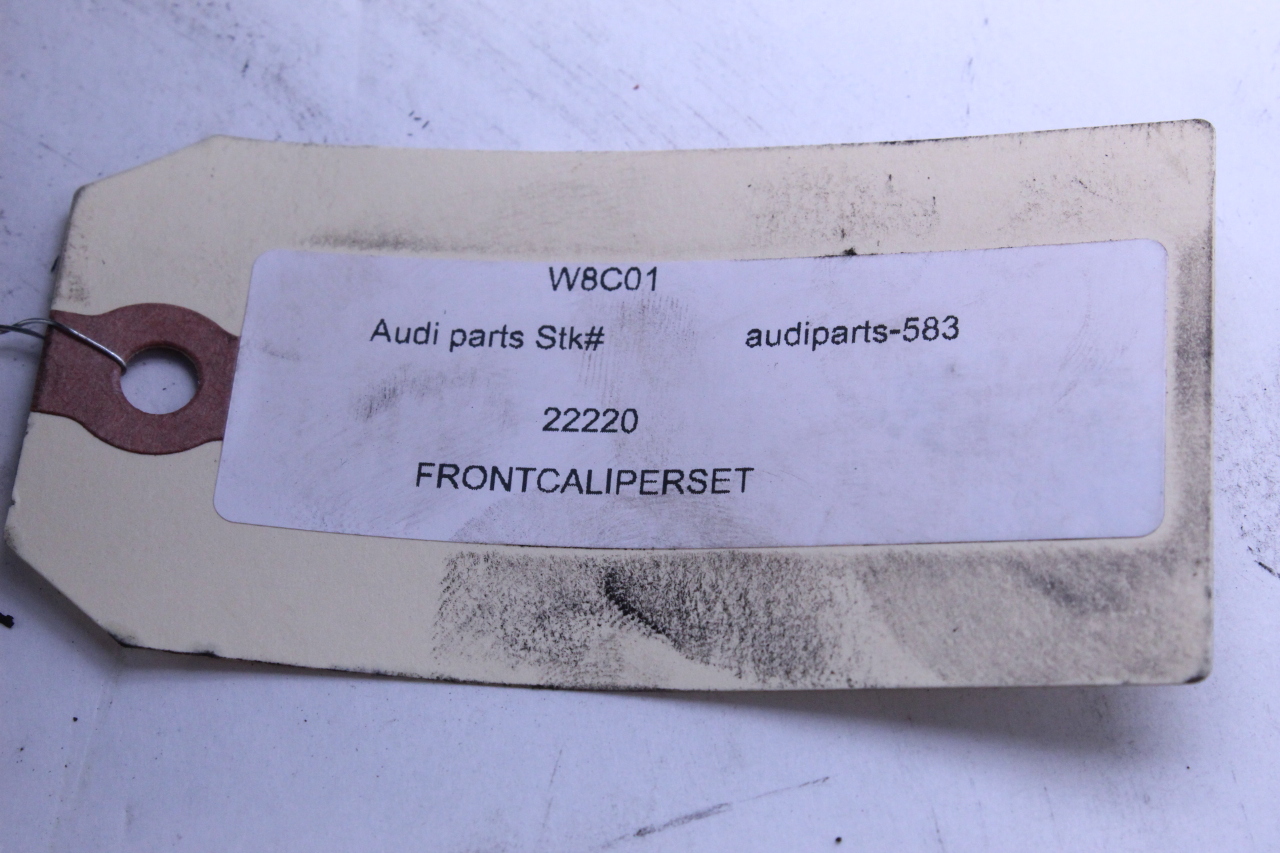 W8C01
Audi parts Stk# audiparts-583
22220
FRONTCALIPERSET